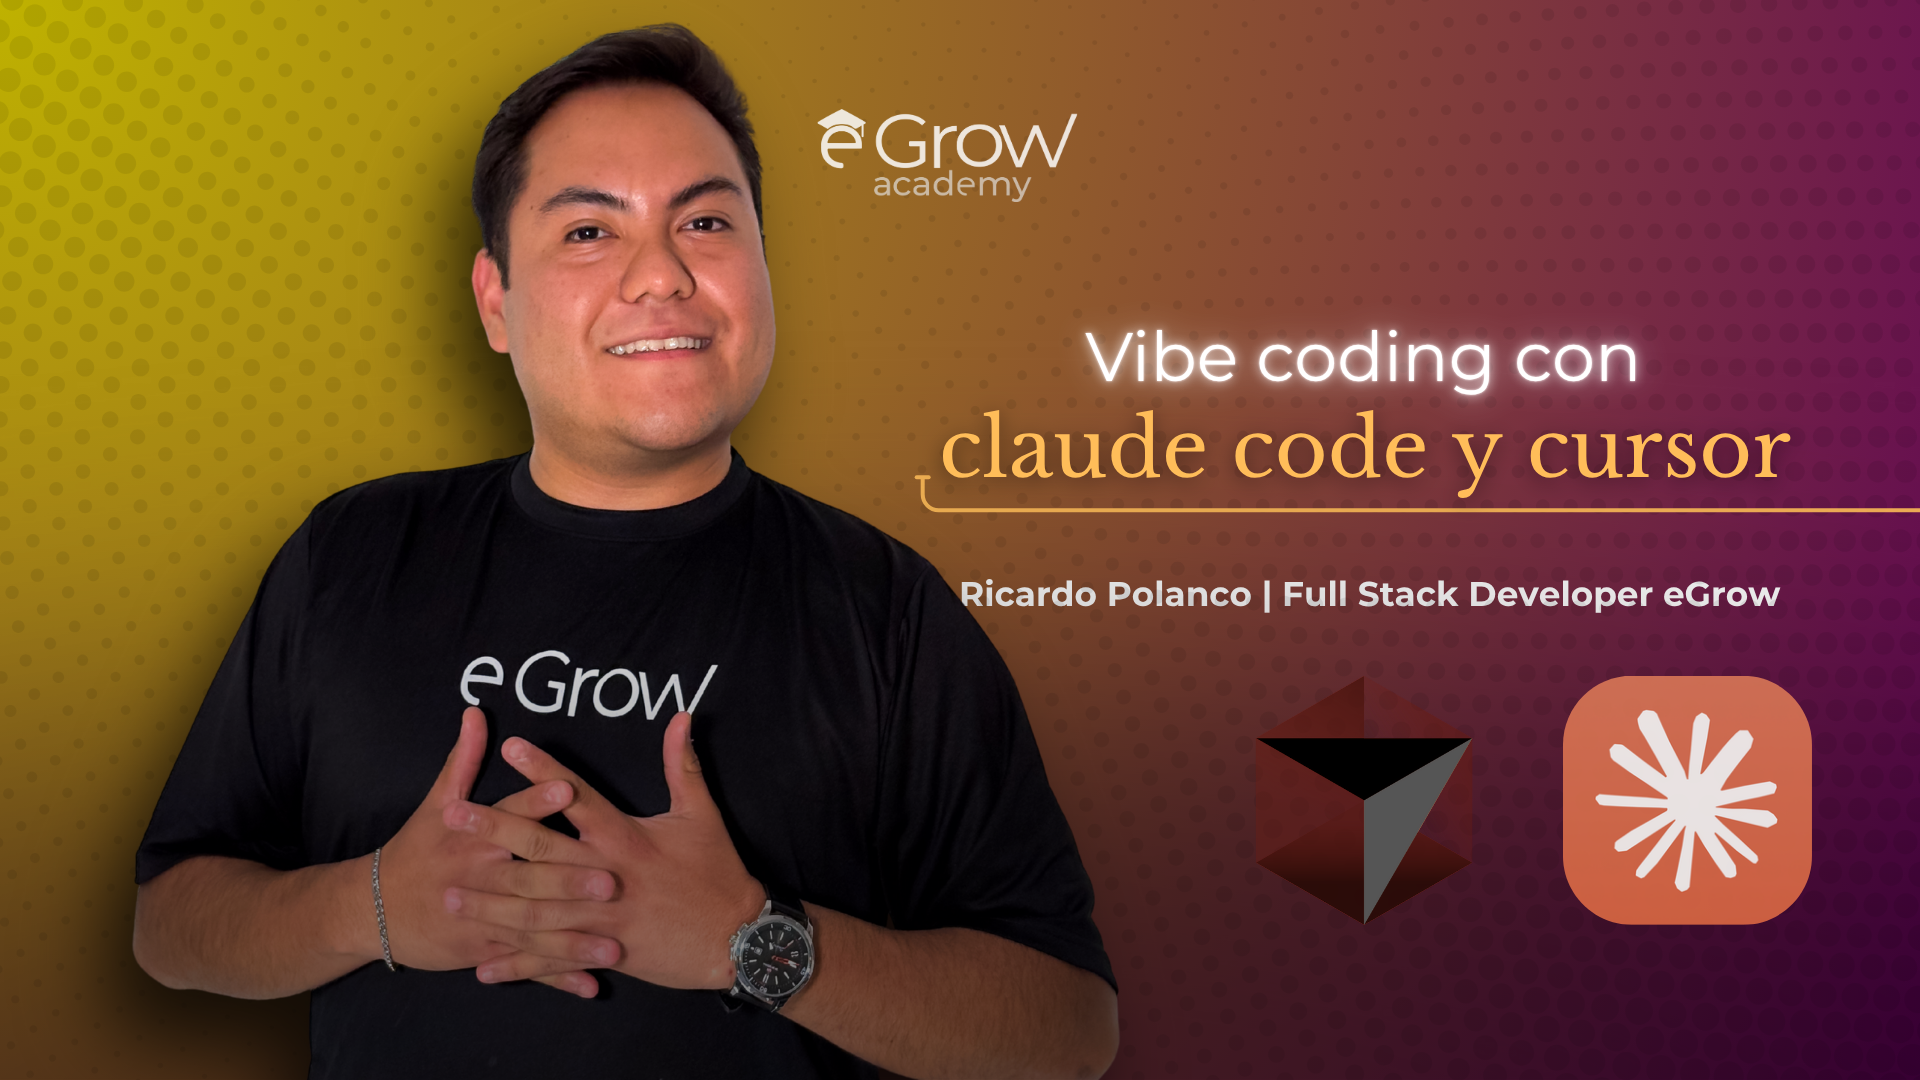 eGrow
academy
Vibe coding con
claude code y cursor
Ricardo Polanco | Full Stack Developer eGrow
eGrow